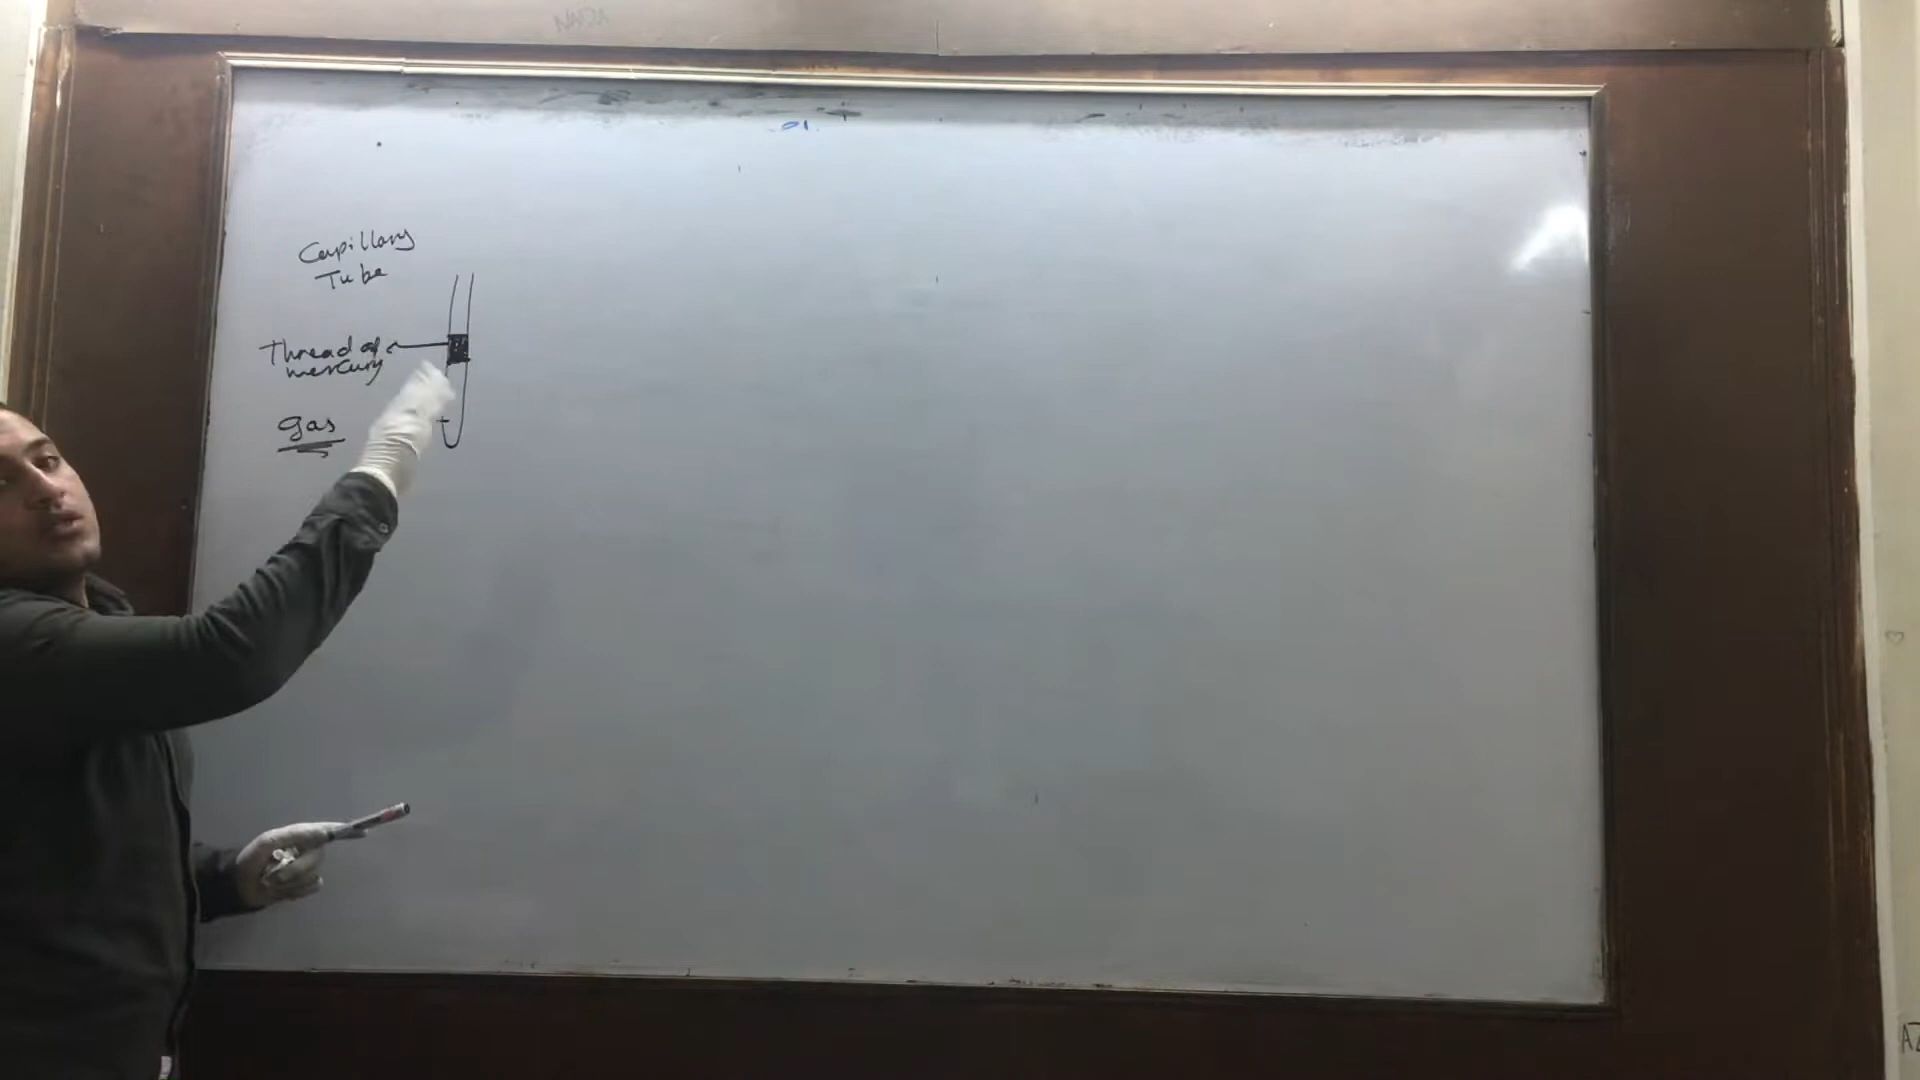 Capillary
Tube
Thread of
mercury
gas